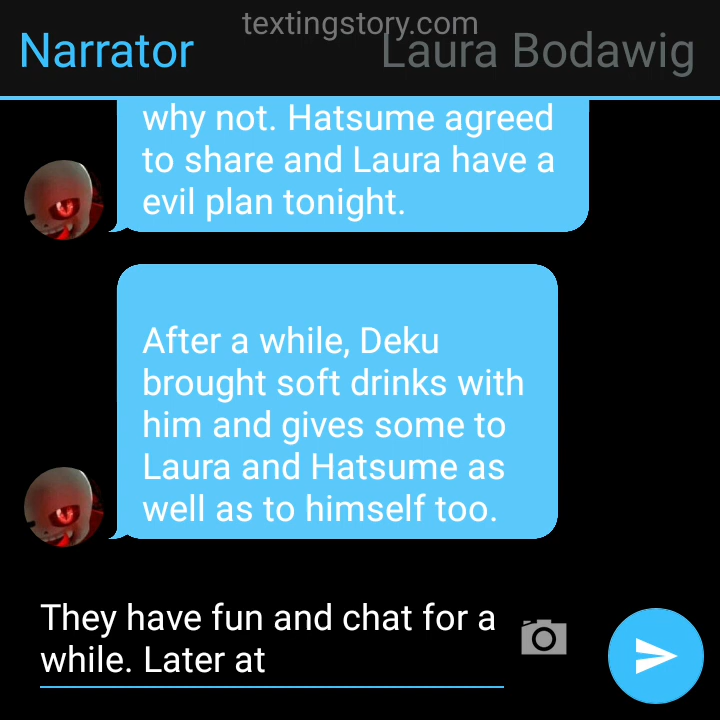 textingstory.com
Narrator
Laura Bodawig
why not. Hatsume agreed
to share and Laura have a
evil plan tonight.
After a while, Deku
brought soft drinks with
him and gives some to
Laura and Hatsume as
well as to himself too.
They have fun and chat for a
while. Later at